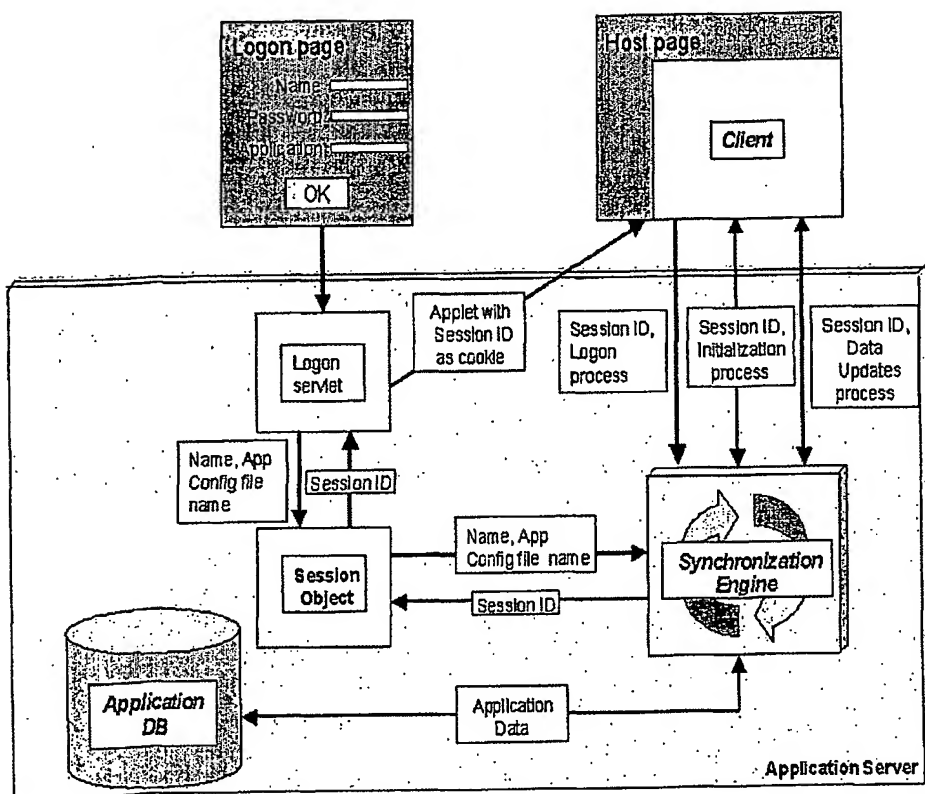 Logon page
Name:
Password:
Application:
OK
Host page
Client
Applet with
Session ID
as cookie
Session ID,
Logon
process
Session ID,
Initialization
process
Session ID,
Data
Updates
process
Logon
servlet
Name, App
Config file
name
Session ID
Session
Object
Name, App
Config file name
Session ID
Synchronization
Engine
Application
DB
Application
Data
Application Server